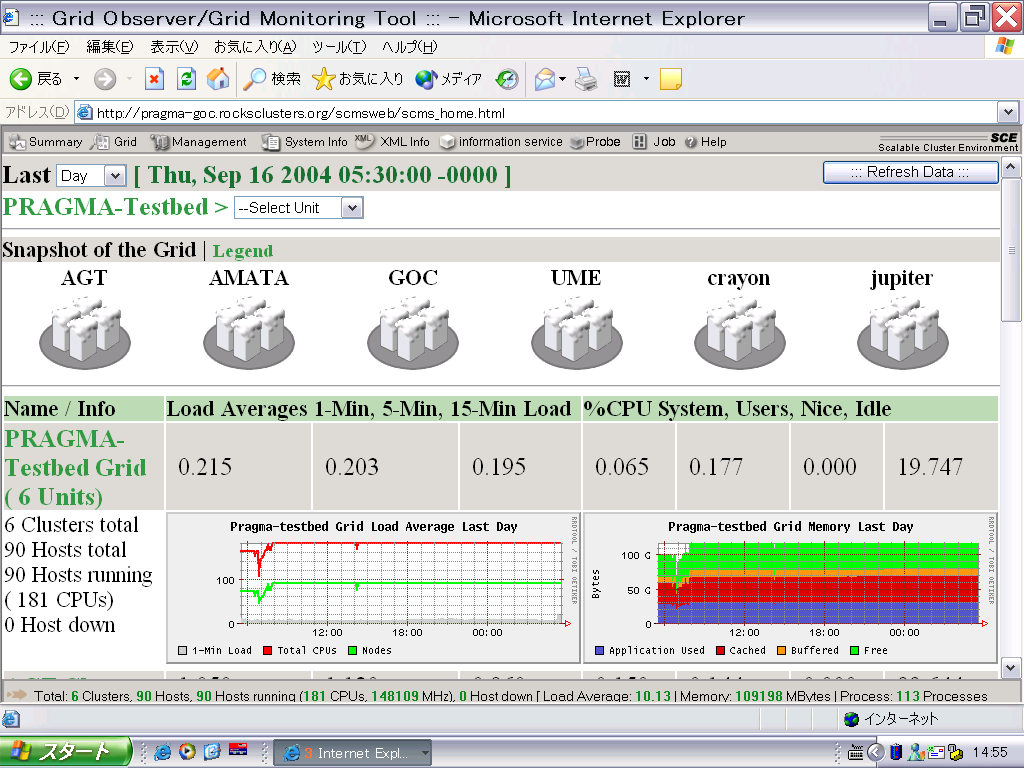 ::: Grid Observer/Grid Monitoring Tool ::: - Microsoft Internet Explorer
ファイル(F) 編集(E) 表示(V) お気に入り(A) ツール(T) ヘルプ(H)
戻る 検索 お気に入り メディア
アドレス(D) http://pragma-goc.rocksclusters.org/scmsweb/scms_home.html
Summary Grid Management System Info XML Info information service Probe Job Help SCE
Scalable Cluster Environment
Last Day [ Thu, Sep 16 2004 05:30:00 -0000 ] ::: Refresh Data :::
PRAGMA-Testbed > --Select Unit
Snapshot of the Grid | Legend
AGT AMATA GOC UME crayon jupiter
Name / Info Load Averages 1-Min, 5-Min, 15-Min Load %CPU System, Users, Nice, Idle
PRAGMA-
Testbed Grid 0.215 0.203 0.195 0.065 0.177 0.000 19.747
( 6 Units)
6 Clusters total
90 Hosts total
90 Hosts running
( 181 CPUs)
0 Host down
Pragma-testbed Grid Load Average Last Day
RRDTOOL / TOBI OETIKER
100
0
12:00 18:00 00:00
1-Min Load Total CPUs Nodes
Pragma-testbed Grid Memory Last Day
RRDTOOL / TOBI OETIKER
Bytes
100 G
50 G
0
12:00 18:00 00:00
Application Used Cached Buffered Free
Total: 6 Clusters, 90 Hosts, 90 Hosts running (181 CPUs, 148109 MHz), 0 Host down [ Load Average: 10.13 | Memory: 109198 MBytes | Process: 113 Processes
インターネット
スタート 3 Internet Expl... 14:55